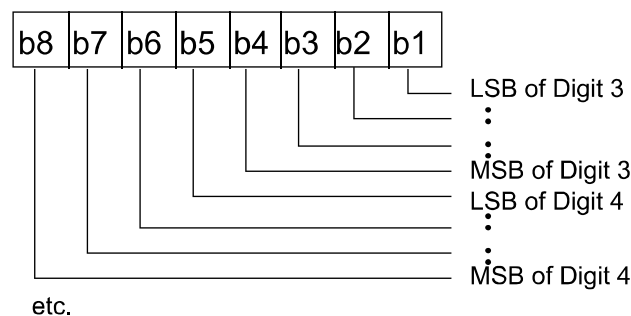 b8 b7 b6 b5 b4 b3 b2 b1
LSB of Digit 3
MSB of Digit 3
LSB of Digit 4
MSB of Digit 4
etc.